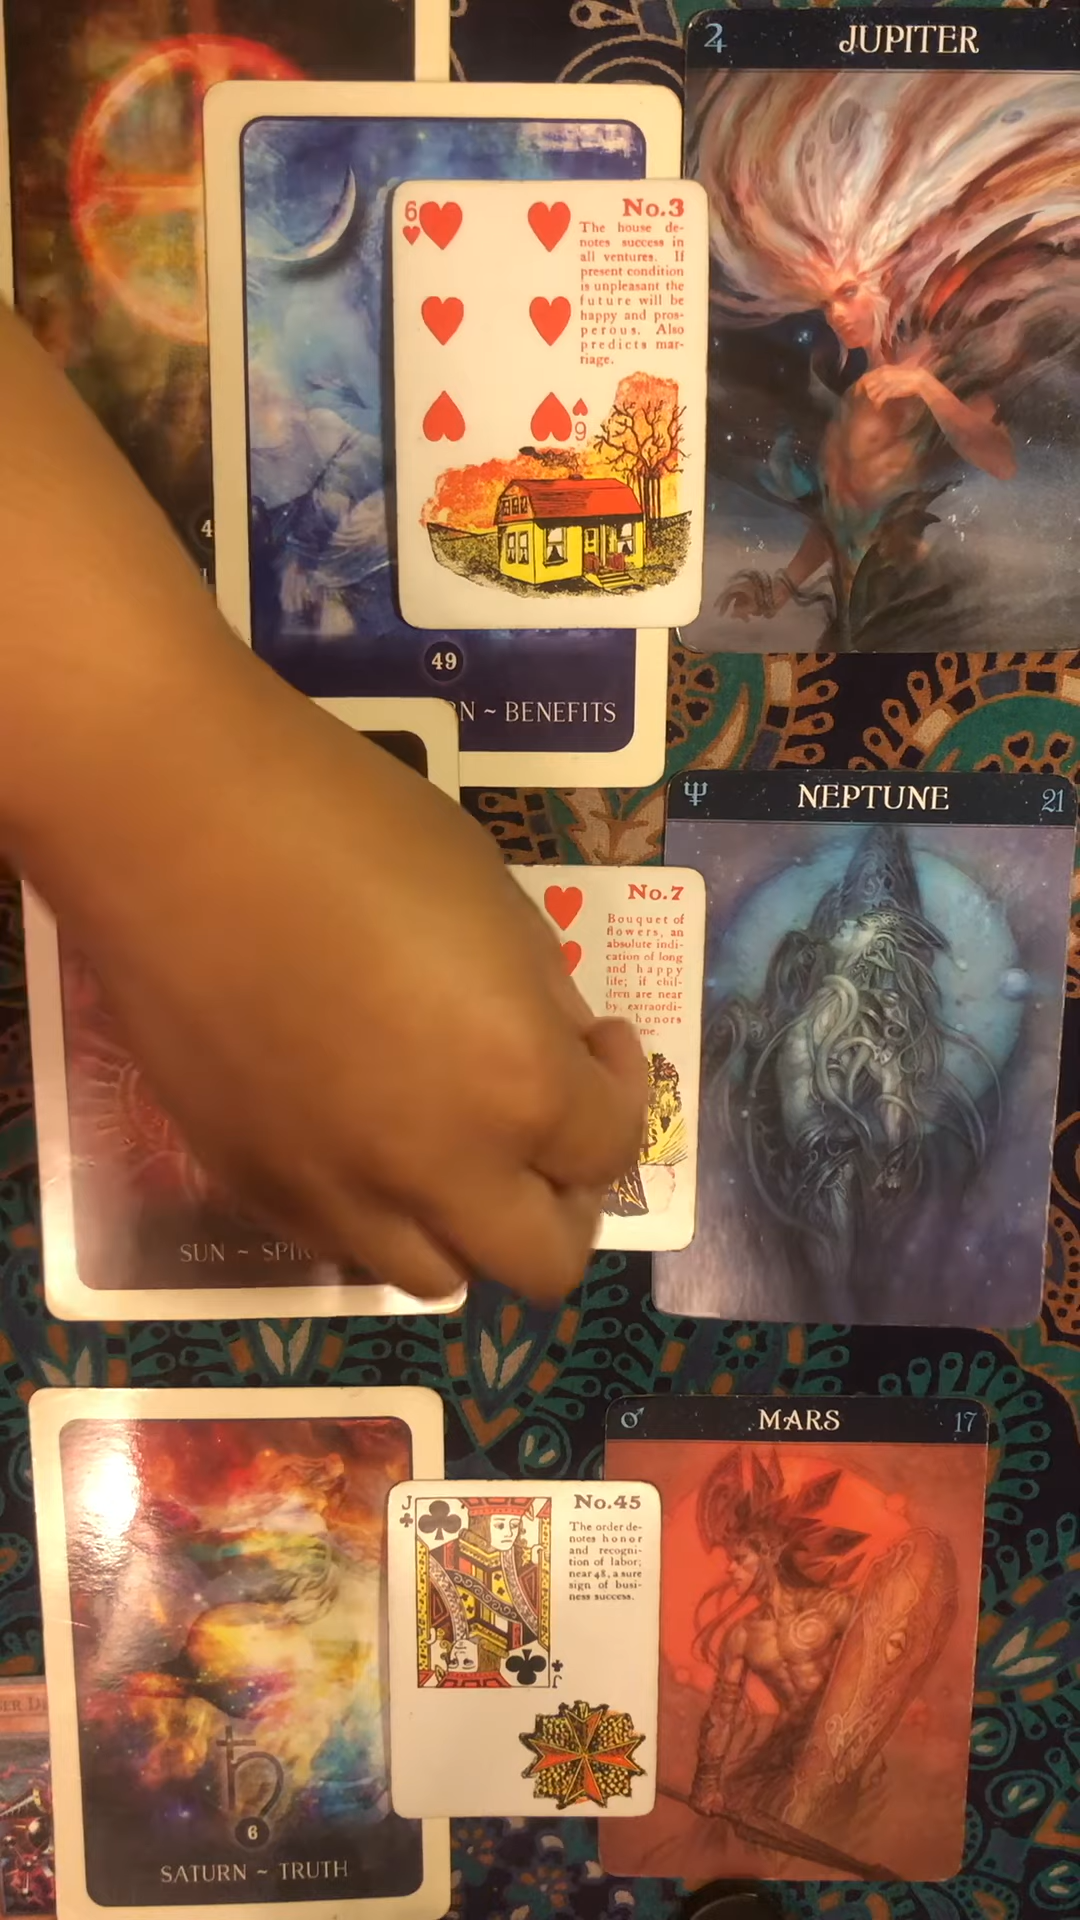 ♃ JUPITER
6
No.3
The house de-
notes success in
all ventures. If
present condition
is unpleasant the
future will be
happy and pros-
perous. Also
predicts mar-
riage.
6
4
49
~ BENEFITS
♆ NEPTUNE 21
No.7
Bouquet of
flowers, an
absolute indi-
cation of long
and happy
life; if chil-
dren are near
by, extraordi-
honors
me.
SUN ~
♂ MARS 17
J
No.45
The order de-
notes honor
and recogni-
tion of labor;
near 48, a sure
sign of busi-
ness success.
J
♄
6
SATURN ~ TRUTH